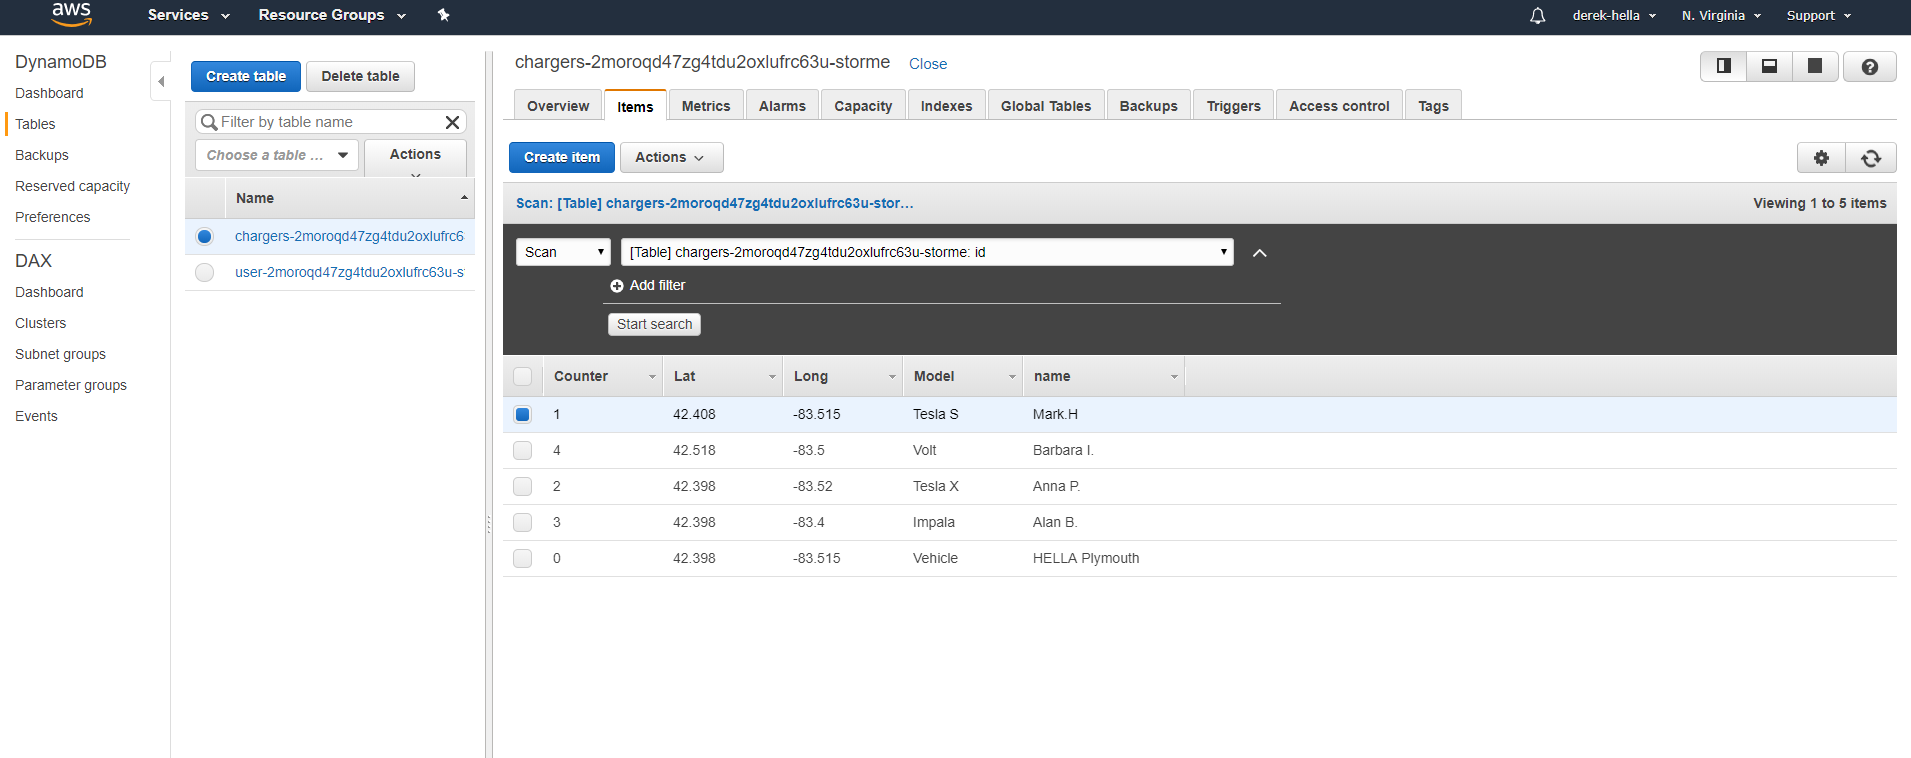 aws
Services
Resource Groups
derek-hella
N. Virginia
Support
DynamoDB
Dashboard
Tables
Backups
Reserved capacity
Preferences
DAX
Dashboard
Clusters
Subnet groups
Parameter groups
Events
Create table
Delete table
Filter by table name
Choose a table ...
Actions
Name
chargers-2moroqd47zg4tdu2oxlufrc6
user-2moroqd47zg4tdu2oxlufrc63u-s
chargers-2moroqd47zg4tdu2oxlufrc63u-storme Close
Overview Items Metrics Alarms Capacity Indexes Global Tables Backups Triggers Access control Tags
Create item Actions
Scan: [Table] chargers-2moroqd47zg4tdu2oxlufrc63u-stor… Viewing 1 to 5 items
Scan [Table] chargers-2moroqd47zg4tdu2oxlufrc63u-storme: id
Add filter
Start search
Counter Lat Long Model name
1 42.408 -83.515 Tesla S Mark.H
4 42.518 -83.5 Volt Barbara I.
2 42.398 -83.52 Tesla X Anna P.
3 42.398 -83.4 Impala Alan B.
0 42.398 -83.515 Vehicle HELLA Plymouth